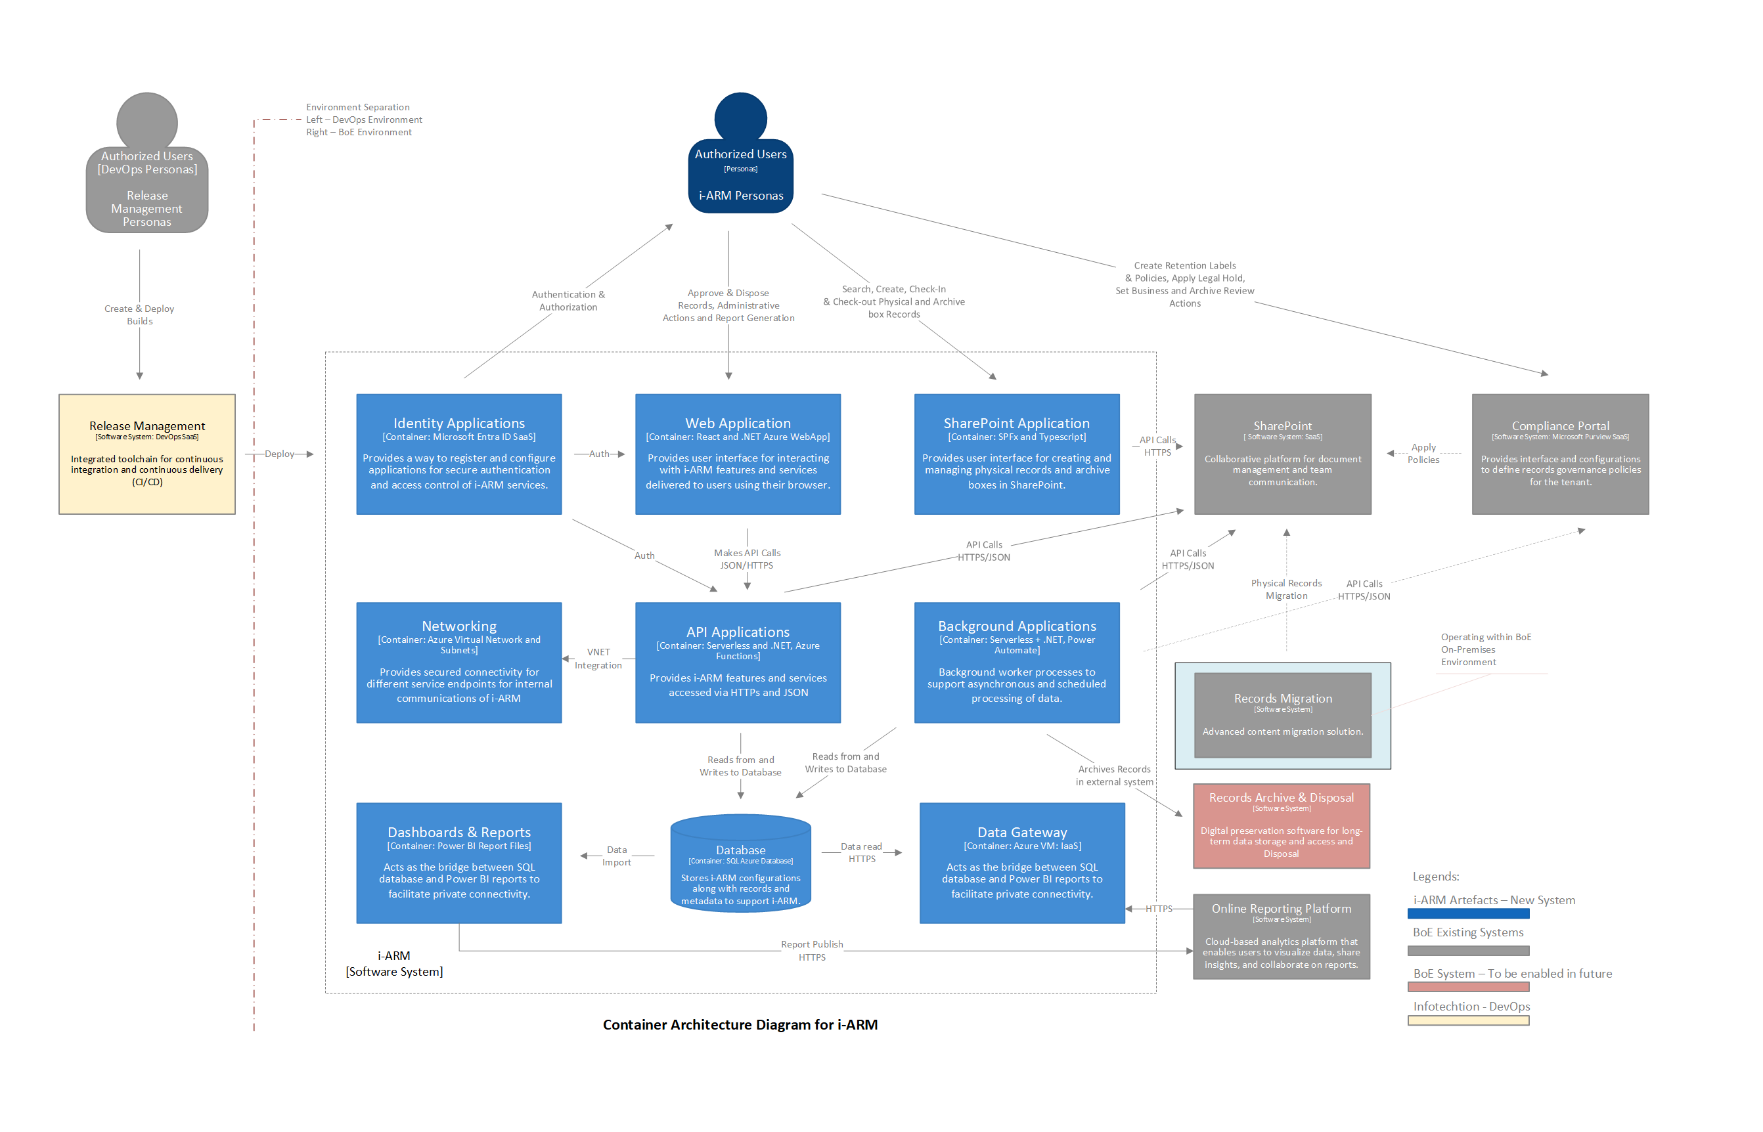 Environment Separation
Left – DevOps Environment
Right – BoE Environment
Authorized Users
[DevOps Personas]
Release
Management
Personas
Authorized Users
[Personas]
i-ARM Personas
Create & Deploy
Builds
Authentication &
Authorization
Approve & Dispose
Records, Administrative
Actions and Report Generation
Search, Create, Check-In
& Check-out Physical and Archive
box Records
Create Retention Labels
& Policies, Apply Legal Hold,
Set Business and Archive Review
Actions
Release Management
[Software System: DevOps SaaS]
Integrated toolchain for continuous
integration and continuous delivery
(CI/CD)
Deploy
Identity Applications
[Container: Microsoft Entra ID SaaS]
Provides a way to register and configure
applications for secure authentication
and access control of i-ARM services.
Auth
Web Application
[Container: React and .NET Azure WebApp]
Provides user interface for interacting
with i-ARM features and services
delivered to users using their browser.
SharePoint Application
[Container: SPFx and Typescript]
Provides user interface for creating and
managing physical records and archive
boxes in SharePoint.
API Calls
HTTPS
SharePoint
[ Software System: SaaS]
Collaborative platform for document
management and team
communication.
Apply
Policies
Compliance Portal
[Software System: Microsoft Purview SaaS]
Provides interface and configurations
to define records governance policies
for the tenant.
Auth
Makes API Calls
JSON/HTTPS
API Calls
HTTPS/JSON
API Calls
HTTPS/JSON
Physical Records
Migration
API Calls
HTTPS/JSON
Networking
[Container: Azure Virtual Network and
Subnets]
Provides secured connectivity for
different service endpoints for internal
communications of i-ARM
VNET
Integration
API Applications
[Container: Serverless and .NET, Azure
Functions]
Provides i-ARM features and services
accessed via HTTPs and JSON
Background Applications
[Container: Serverless + .NET, Power
Automate]
Background worker processes to
support asynchronous and scheduled
processing of data.
Operating within BoE
On-Premises
Environment
Records Migration
[Software System]
Advanced content migration solution.
Reads from and
Writes to Database
Reads from and
Writes to Database
Archives Records
in external system
Records Archive & Disposal
[Software System]
Digital preservation software for long-
term data storage and access and
Disposal
Dashboards & Reports
[Container: Power BI Report Files]
Acts as the bridge between SQL
database and Power BI reports to
facilitate private connectivity.
Data
Import
Database
[Container: SQL Azure Database]
Stores i-ARM configurations
along with records and
metadata to support i-ARM.
Data read
HTTPS
Data Gateway
[Container: Azure VM: IaaS]
Acts as the bridge between SQL
database and Power BI reports to
facilitate private connectivity.
HTTPS
Online Reporting Platform
[Software System]
Cloud-based analytics platform that
enables users to visualize data, share
insights, and collaborate on reports.
Report Publish
HTTPS
i-ARM
[Software System]
Legends:
i-ARM Artefacts – New System
BoE Existing Systems
BoE System – To be enabled in future
Infotechtion - DevOps
Container Architecture Diagram for i-ARM